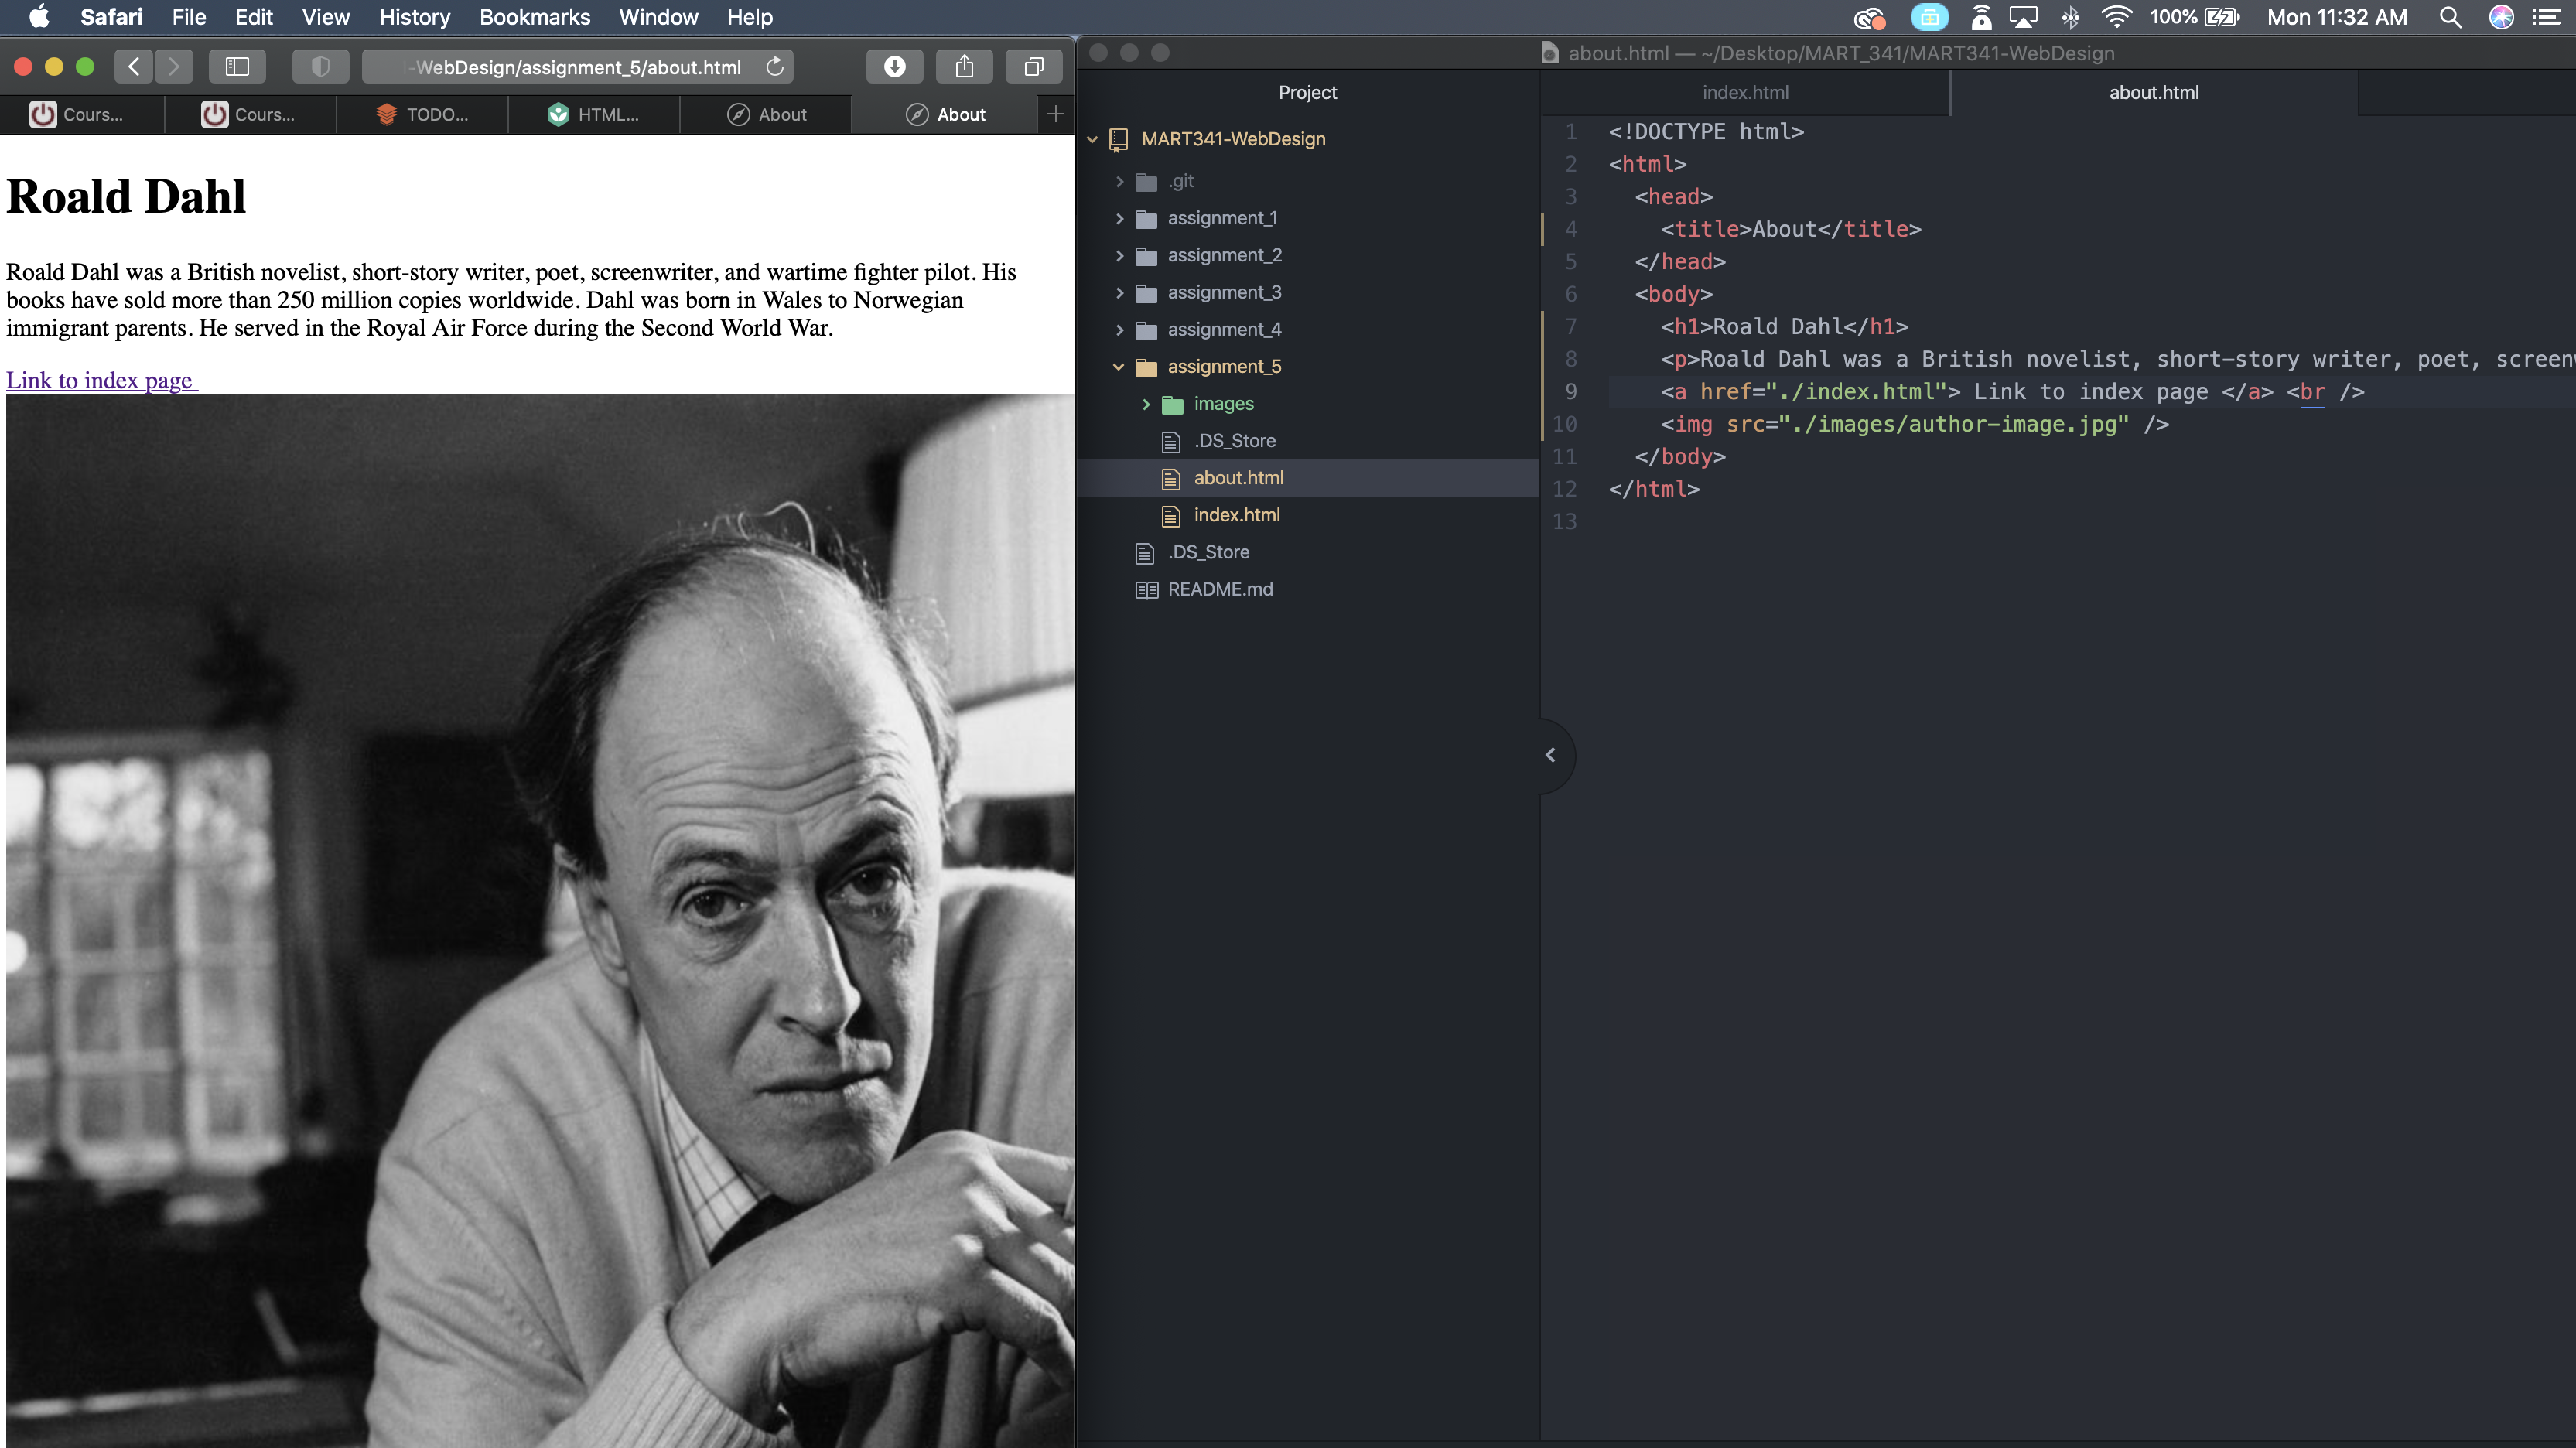 Safari File Edit View History Bookmarks Window Help 100% Mon 11:32 AM
-WebDesign/assignment_5/about.html
Cours... Cours... TODO... HTML... About About
Roald Dahl
Roald Dahl was a British novelist, short-story writer, poet, screenwriter, and wartime fighter pilot. His
books have sold more than 250 million copies worldwide. Dahl was born in Wales to Norwegian
immigrant parents. He served in the Royal Air Force during the Second World War.
Link to index page
about.html — ~/Desktop/MART_341/MART341-WebDesign
Project
MART341-WebDesign
.git
assignment_1
assignment_2
assignment_3
assignment_4
assignment_5
images
.DS_Store
about.html
index.html
.DS_Store
README.md
index.html about.html
1 <!DOCTYPE html>
2 <html>
3 <head>
4 <title>About</title>
5 </head>
6 <body>
7 <h1>Roald Dahl</h1>
8 <p>Roald Dahl was a British novelist, short-story writer, poet, screen
9 <a href="./index.html"> Link to index page </a> <br />
10 <img src="./images/author-image.jpg" />
11 </body>
12 </html>
13